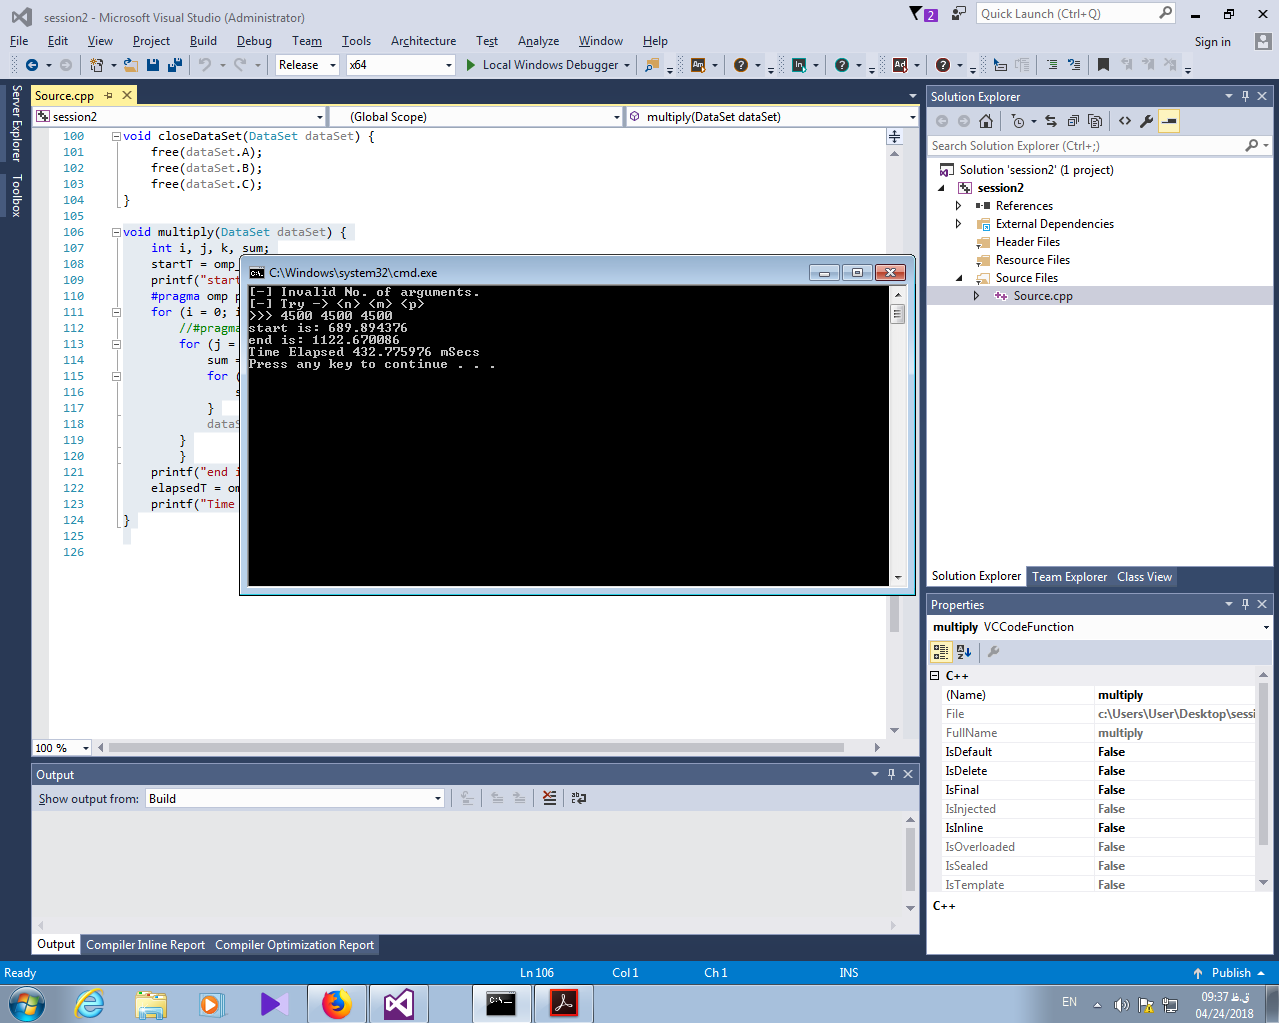 session2 - Microsoft Visual Studio (Administrator)
2
Quick Launch (Ctrl+Q)
File Edit View Project Build Debug Team Tools Architecture Test Analyze Window Help
Sign in
Release x64 Local Windows Debugger
Server Explorer
Toolbox
Source.cpp
session2 (Global Scope) multiply(DataSet dataSet)
100 void closeDataSet(DataSet dataSet) {
101 free(dataSet.A);
102 free(dataSet.B);
103 free(dataSet.C);
104 }
105
106 void multiply(DataSet dataSet) {
107 int i, j, k, sum;
108 startT = omp_
109 printf("start
110 #pragma omp p
111 for (i = 0; i
112 //#pragma
113 for (j =
114 sum =
115 for (
116 s
117 }
118 dataS
119 }
120 }
121 printf("end i
122 elapsedT = om
123 printf("Time
124 }
125
126
C:\Windows\system32\cmd.exe
[-] Invalid No. of arguments.
[-] Try -> <n> <m> <p>
>>> 4500 4500 4500
start is: 689.894376
end is: 1122.670086
Time Elapsed 432.775976 mSecs
Press any key to continue . . .
100 %
Output
Show output from: Build
Output Compiler Inline Report Compiler Optimization Report
Solution Explorer
Search Solution Explorer (Ctrl+;)
Solution 'session2' (1 project)
session2
References
External Dependencies
Header Files
Resource Files
Source Files
Source.cpp
Solution Explorer Team Explorer Class View
Properties
multiply VCCodeFunction
C++
(Name) multiply
File c:\Users\User\Desktop\sessi
FullName multiply
IsDefault False
IsDelete False
IsFinal False
IsInjected False
IsInline False
IsOverloaded False
IsSealed False
IsTemplate False
C++
Ready Ln 106 Col 1 Ch 1 INS Publish
EN
09:37 ق.ظ
04/24/2018